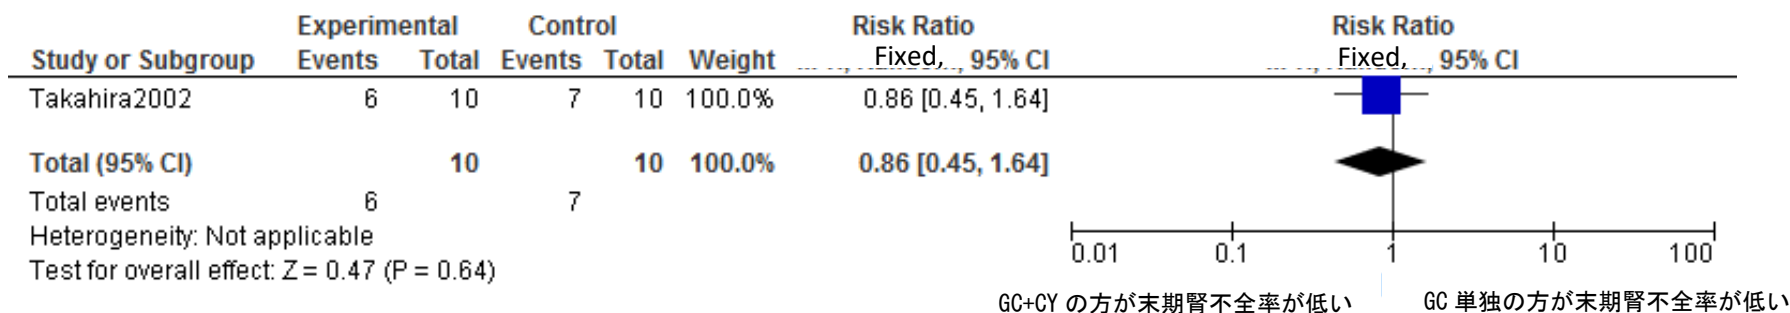 Experimental Control Risk Ratio Risk Ratio
Study or Subgroup Events Total Events Total Weight Fixed, 95% CI Fixed, 95% CI
Takahira2002 6 10 7 10 100.0% 0.86 [0.45, 1.64]
Total (95% CI) 10 10 100.0% 0.86 [0.45, 1.64]
Total events 6 7
Heterogeneity: Not applicable
Test for overall effect: Z = 0.47 (P = 0.64)
0.01 0.1 1 10 100
GC+CY の方が末期腎不全率が低い GC 単独の方が末期腎不全率が低い